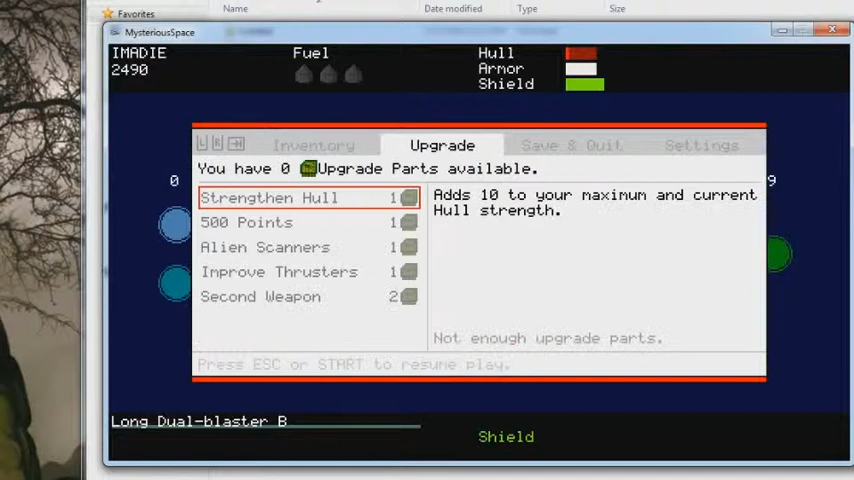 Favorites
Name
Date modified
Type
Size
MysteriousSpace
IMADIE
2490
Fuel
Hull
Armor
Shield
L R
Inventory
Upgrade
Save & Quit
Settings
You have 0 Upgrade Parts available.
0
9
Strengthen Hull 1
500 Points 1
Alien Scanners 1
Improve Thrusters 1
Second Weapon 2
Adds 10 to your maximum and current
Hull strength.
Not enough upgrade parts.
Press ESC or START to resume play.
Long Dual-blaster B
Shield